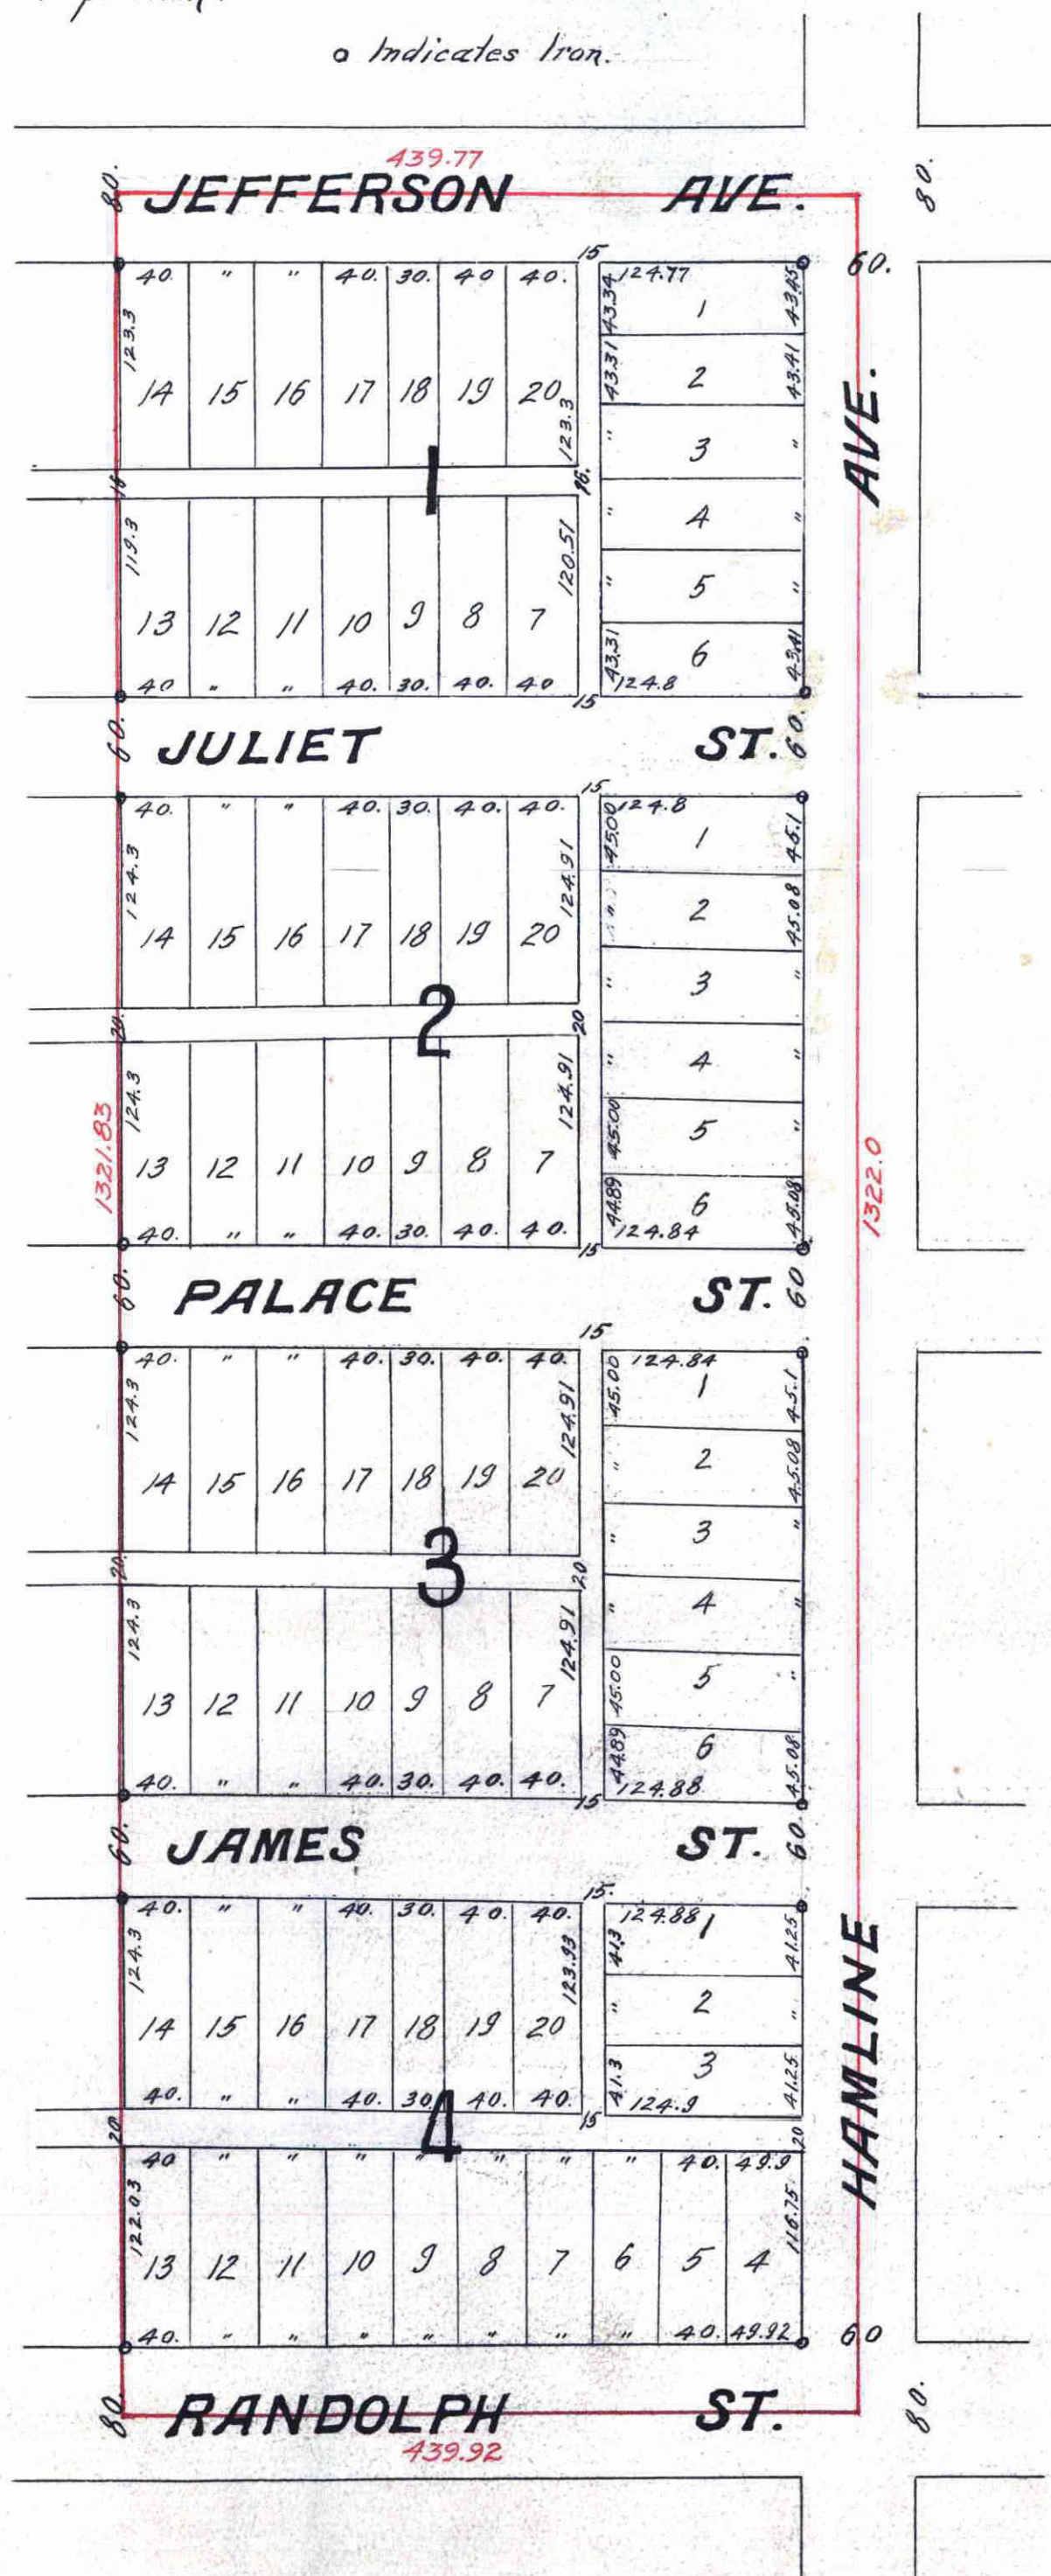 o Indicates Iron.
439.77
80. JEFFERSON AVE. 80.
15 60.
40. " " 40. 30. 40 40. 124.77
123.3 43.34 1 43.45
43.31 2 43.41
14 15 16 17 18 19 20 123.3
" 3 "
1
16 16.
" 4 "
119.3 120.51
" 5 "
13 12 11 10 9 8 7
43.31 6 43.41
40 " " 40. 30. 40. 40 124.8
15
60. JULIET ST. 60.
AVE.
15
40. " " 40. 30. 40. 40. 124.8
124.3 124.91 45.00 1 45.1
" 2 45.08
14 15 16 17 18 19 20
" 3 "
2
20. 20
" 4 "
124.3 124.91
45.00 5 "
13 12 11 10 9 8 7
44.89 6 45.08
40. " " 40. 30. 40. 40. 124.84
15
1321.83 1322.0
60. PALACE ST. 60
15
40. " " 40. 30. 40. 40. 124.84
124.3 124.91 45.00 1 45.1
" 2 45.08
14 15 16 17 18 19 20
" 3 "
3
20. 20
" 4 "
124.3 124.91
45.00 5 "
13 12 11 10 9 8 7
44.89 6 45.08
40. " " 40. 30. 40. 40. 124.88
15
60. JAMES ST. 60.
15.
40. " " 40. 30. 40. 40. 124.88
124.3 123.93 41.3 1 41.25
" 2 "
14 15 16 17 18 19 20
41.3 3 41.25
40. " " 40. 30 40. 40. 124.9
15
4
20 20
HAMLINE
40 " " " " " " " 40. 49.9
122.03 116.75
13 12 11 10 9 8 7 6 5 4
40. " " " " " " " 40. 49.92 60
80 RANDOLPH ST. 80.
439.92